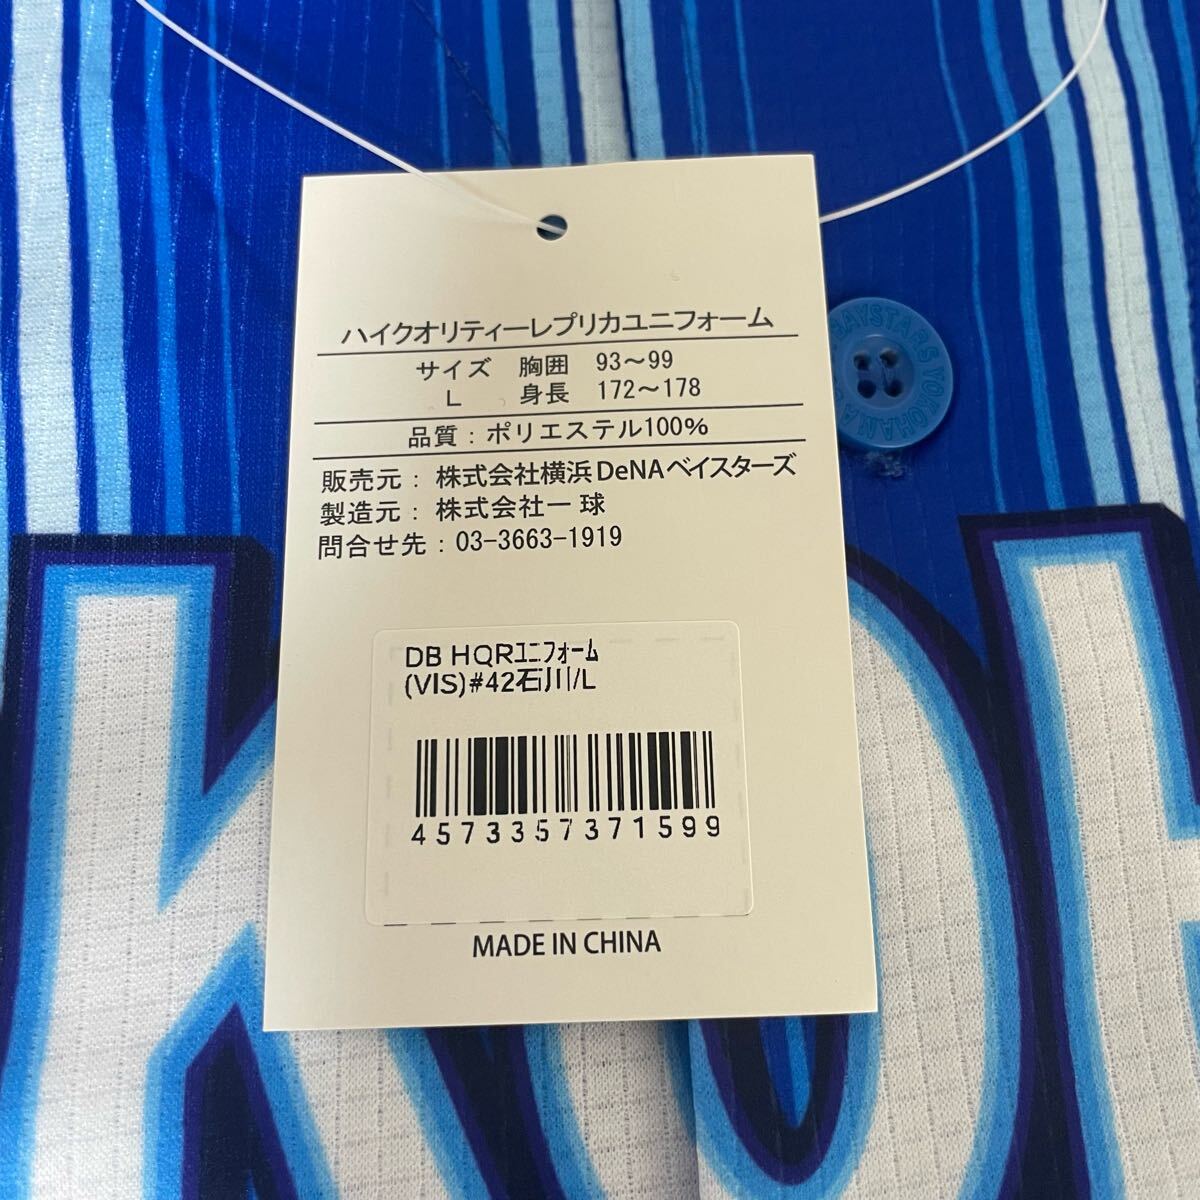 ハイクオリティーレプリカユニフォーム
サイズ 胸囲 93～99
L 身長 172～178
品質：ポリエステル100%
販売元： 株式会社横浜DeNAベイスターズ
製造元： 株式会社一 球
問合せ先：03-3663-1919
DB HQRﾕﾆﾌｫｰﾑ
(VIS)#42石川/L
4573357371599
MADE IN CHINA
BAYSTARS YOKOHAMA